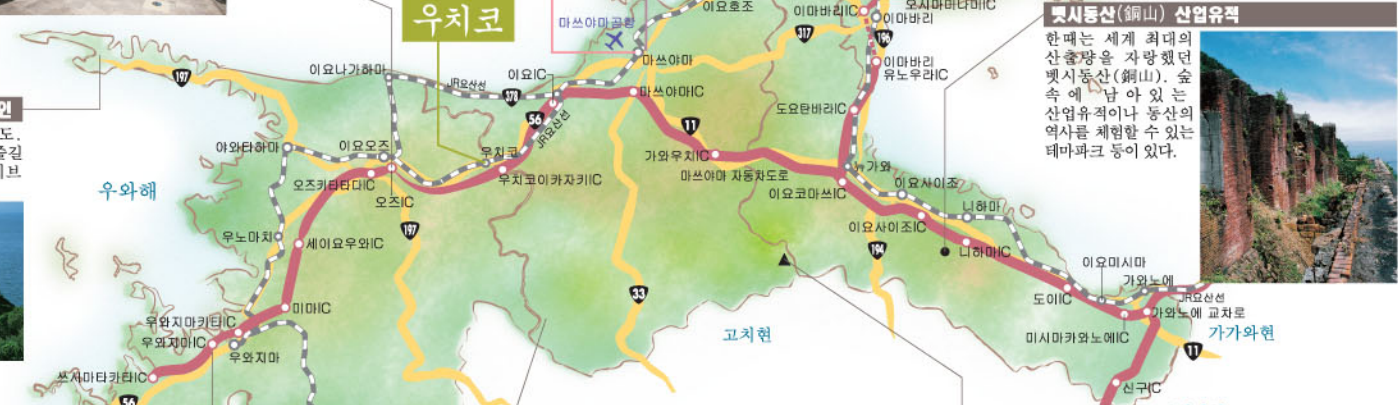 우치코
마쓰야마공항
이요호조
이마바리IC
이마바리
317
196
벳시동산(銅山) 산업유적
한때는 세계 최대의
산출량을 자랑했던
벳시동산(銅山). 숲
속에 남아있는
산업유적이나 동산의
역사를 체험할 수 있는
테마파크 등이 있다.
197
이요나가하마
JR요산선
378
이요IC
마쓰야마
마쓰야마IC
이마바리
유노우라IC
56
JR요산선
11
도요탄바라IC
인
도.
야와타하마
이요오즈
우치코
가와우치IC
마쓰야마 자동차도로
가와
우와해
오즈키타타다IC
오즈IC
우치코이카자키IC
이요코마쓰IC
이요사이조
니하마
우노마치
세이요우와IC
197
이요사이조IC
194
니하마IC
이요미시마
가와노에
33
도이IC
JR요산선
미마IC
우와지마키타IC
우와지마IC
우와지마
고치현
가와노에 교차로
미시마카와노에IC
가가와현
11
쓰시마타카타IC
56
신구IC